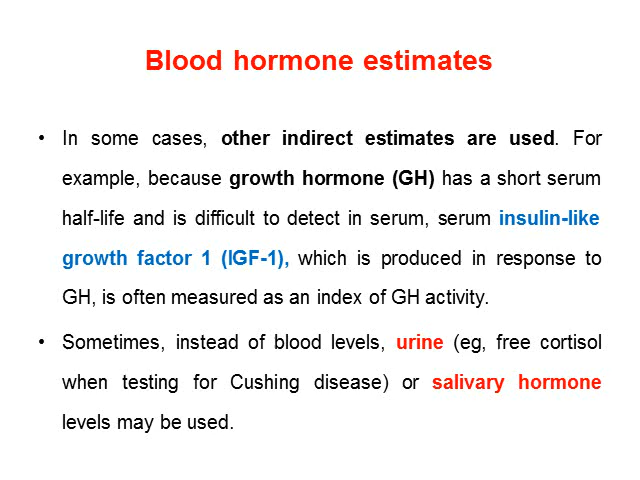 Blood hormone estimates
• In some cases, other indirect estimates are used. For
example, because growth hormone (GH) has a short serum
half-life and is difficult to detect in serum, serum insulin-like
growth factor 1 (IGF-1), which is produced in response to
GH, is often measured as an index of GH activity.
• Sometimes, instead of blood levels, urine (eg, free cortisol
when testing for Cushing disease) or salivary hormone
levels may be used.